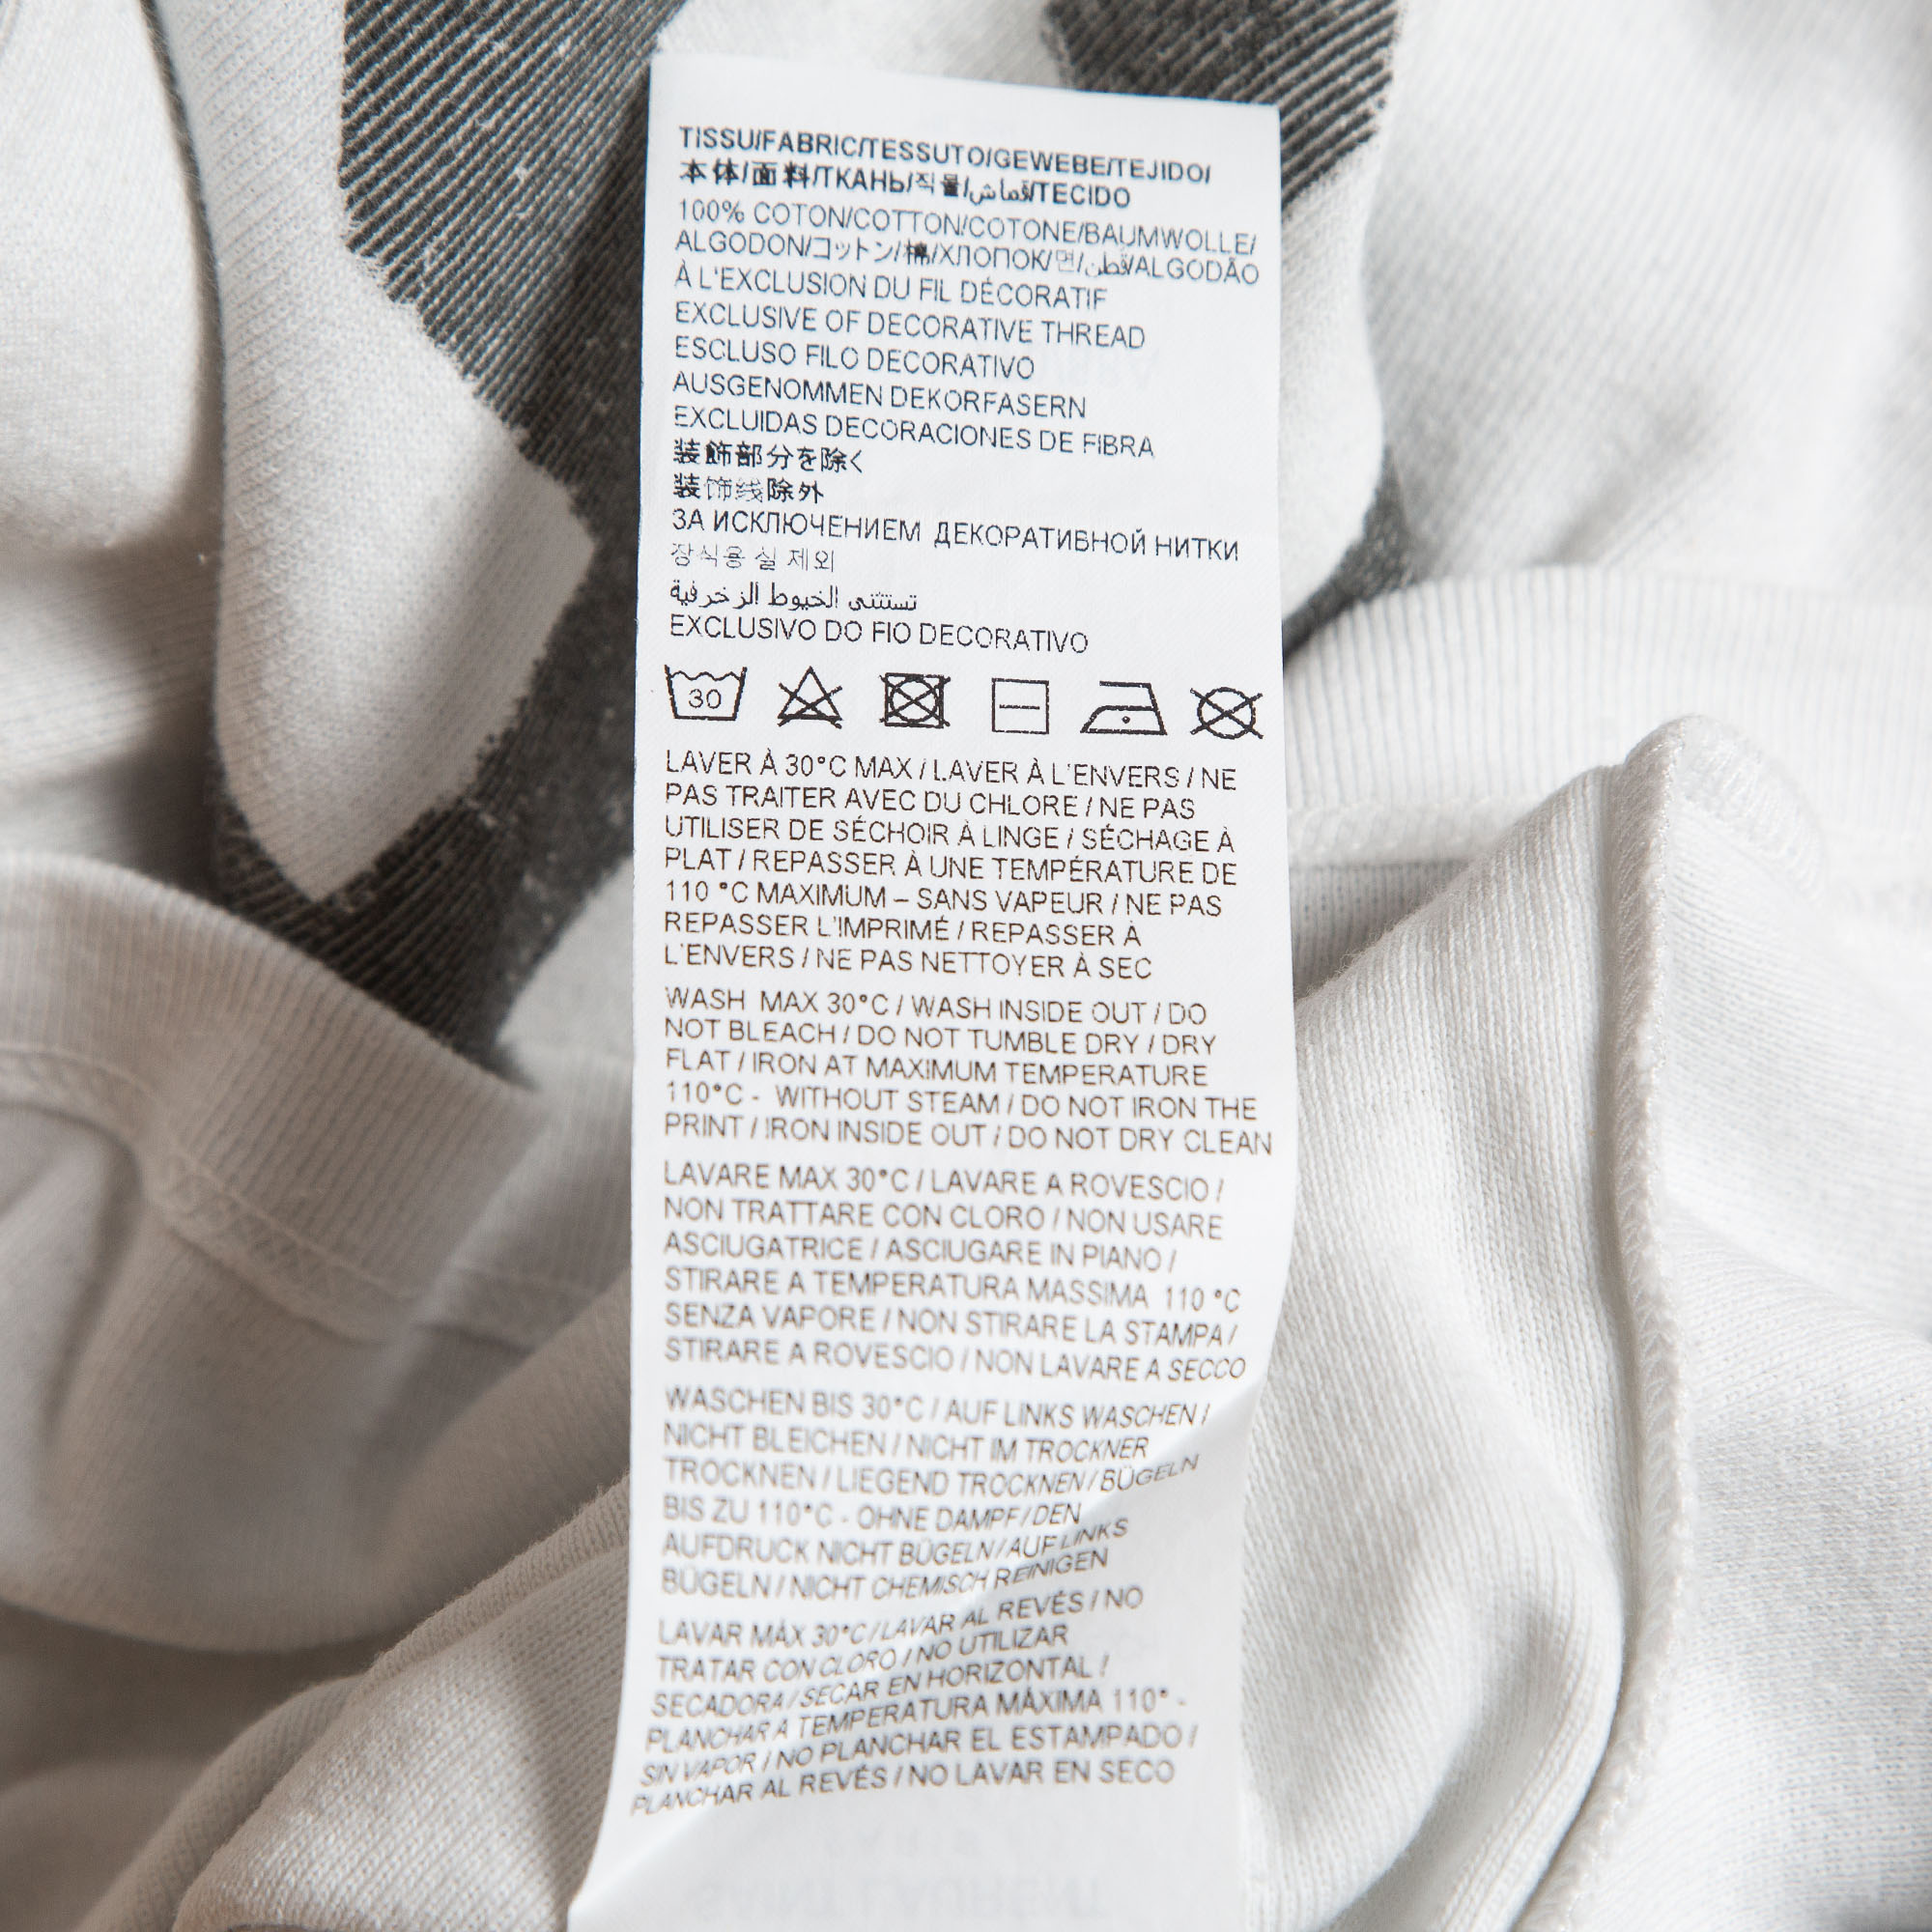 TISSU/FABRIC/TESSUTO/GEWEBE/TEJIDO/
本体/面料/ТКАНЬ/직물/قماش/TECIDO
100% COTON/COTTON/COTONE/BAUMWOLLE/
ALGODON/コットン/棉/ХЛОПОК/면/قطن/ALGODÃO
À L'EXCLUSION DU FIL DÉCORATIF
EXCLUSIVE OF DECORATIVE THREAD
ESCLUSO FILO DECORATIVO
AUSGENOMMEN DEKORFASERN
EXCLUIDAS DECORACIONES DE FIBRA
装飾部分を除く
装饰线除外
ЗА ИСКЛЮЧЕНИЕМ ДЕКОРАТИВНОЙ НИТКИ
장식용 실 제외
تستثنى الخيوط الزخرفية
EXCLUSIVO DO FIO DECORATIVO
30
LAVER À 30°C MAX / LAVER À L'ENVERS / NE
PAS TRAITER AVEC DU CHLORE / NE PAS
UTILISER DE SÉCHOIR À LINGE / SÉCHAGE À
PLAT / REPASSER À UNE TEMPÉRATURE DE
110 °C MAXIMUM – SANS VAPEUR / NE PAS
REPASSER L'IMPRIMÉ / REPASSER À
L'ENVERS / NE PAS NETTOYER À SEC
WASH MAX 30°C / WASH INSIDE OUT / DO
NOT BLEACH / DO NOT TUMBLE DRY / DRY
FLAT / IRON AT MAXIMUM TEMPERATURE
110°C - WITHOUT STEAM / DO NOT IRON THE
PRINT / IRON INSIDE OUT / DO NOT DRY CLEAN
LAVARE MAX 30°C / LAVARE A ROVESCIO /
NON TRATTARE CON CLORO / NON USARE
ASCIUGATRICE / ASCIUGARE IN PIANO /
STIRARE A TEMPERATURA MASSIMA 110 °C
SENZA VAPORE / NON STIRARE LA STAMPA /
STIRARE A ROVESCIO / NON LAVARE A SECCO
WASCHEN BIS 30°C / AUF LINKS WASCHEN /
NICHT BLEICHEN / NICHT IM TROCKNER
TROCKNEN / LIEGEND TROCKNEN / BÜGELN
BIS ZU 110°C - OHNE DAMPF / DEN
AUFDRUCK NICHT BÜGELN / AUF LINKS
BÜGELN / NICHT CHEMISCH REINIGEN
LAVAR MÁX 30°C / LAVAR AL REVÉS / NO
TRATAR CON CLORO / NO UTILIZAR
SECADORA / SECAR EN HORIZONTAL /
PLANCHAR A TEMPERATURA MÁXIMA 110° -
SIN VAPOR / NO PLANCHAR EL ESTAMPADO /
PLANCHAR AL REVÉS / NO LAVAR EN SECO